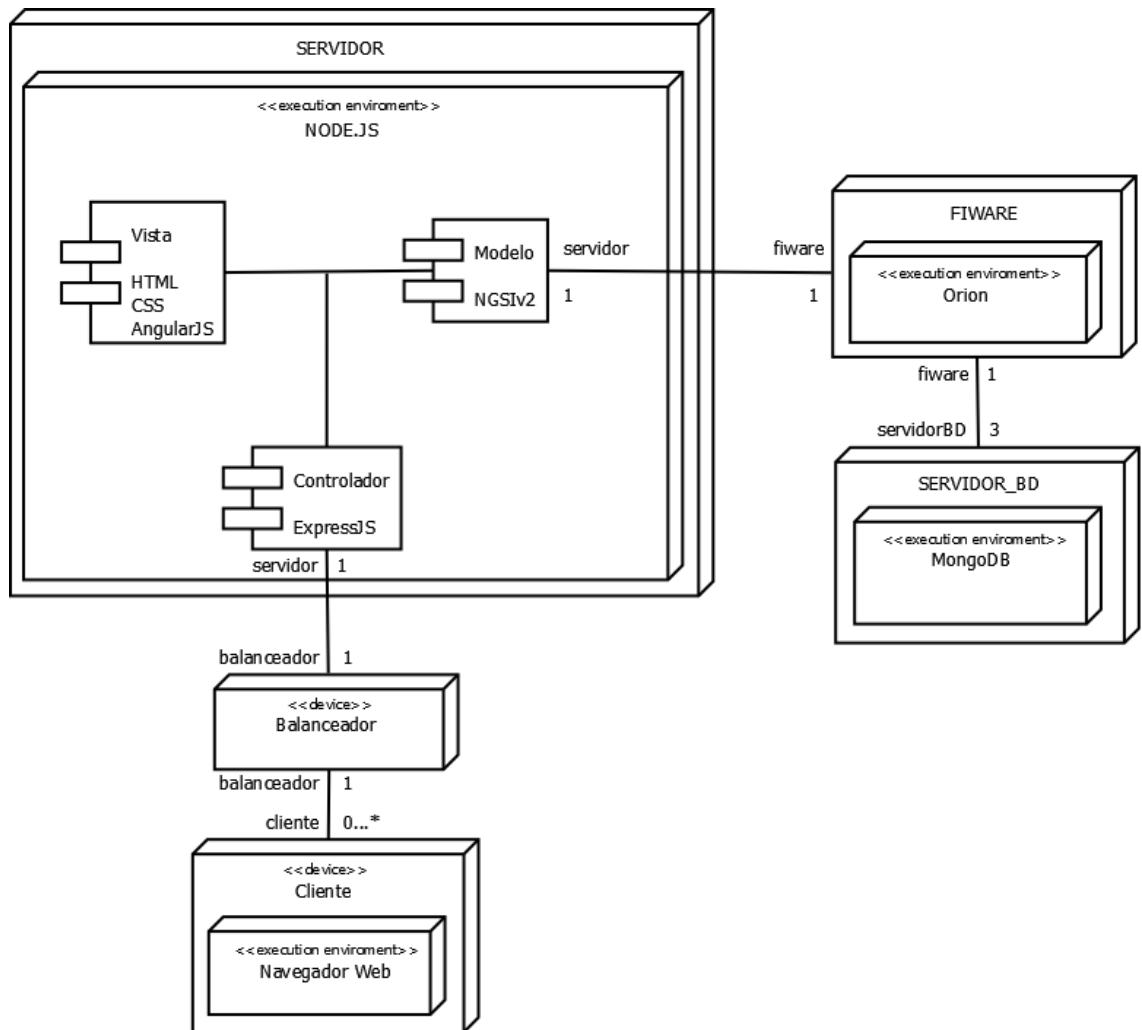 SERVIDOR
<<execution enviroment>>
NODE.JS
Vista
HTML
CSS
AngularJS
Modelo
NGSIv2
servidor
1
fiware
1
FIWARE
<<execution enviroment>>
Orion
fiware 1
servidorBD 3
SERVIDOR_BD
<<execution enviroment>>
MongoDB
Controlador
ExpressJS
servidor 1
balanceador 1
<<device>>
Balanceador
balanceador 1
cliente 0...*
<<device>>
Cliente
<<execution enviroment>>
Navegador Web